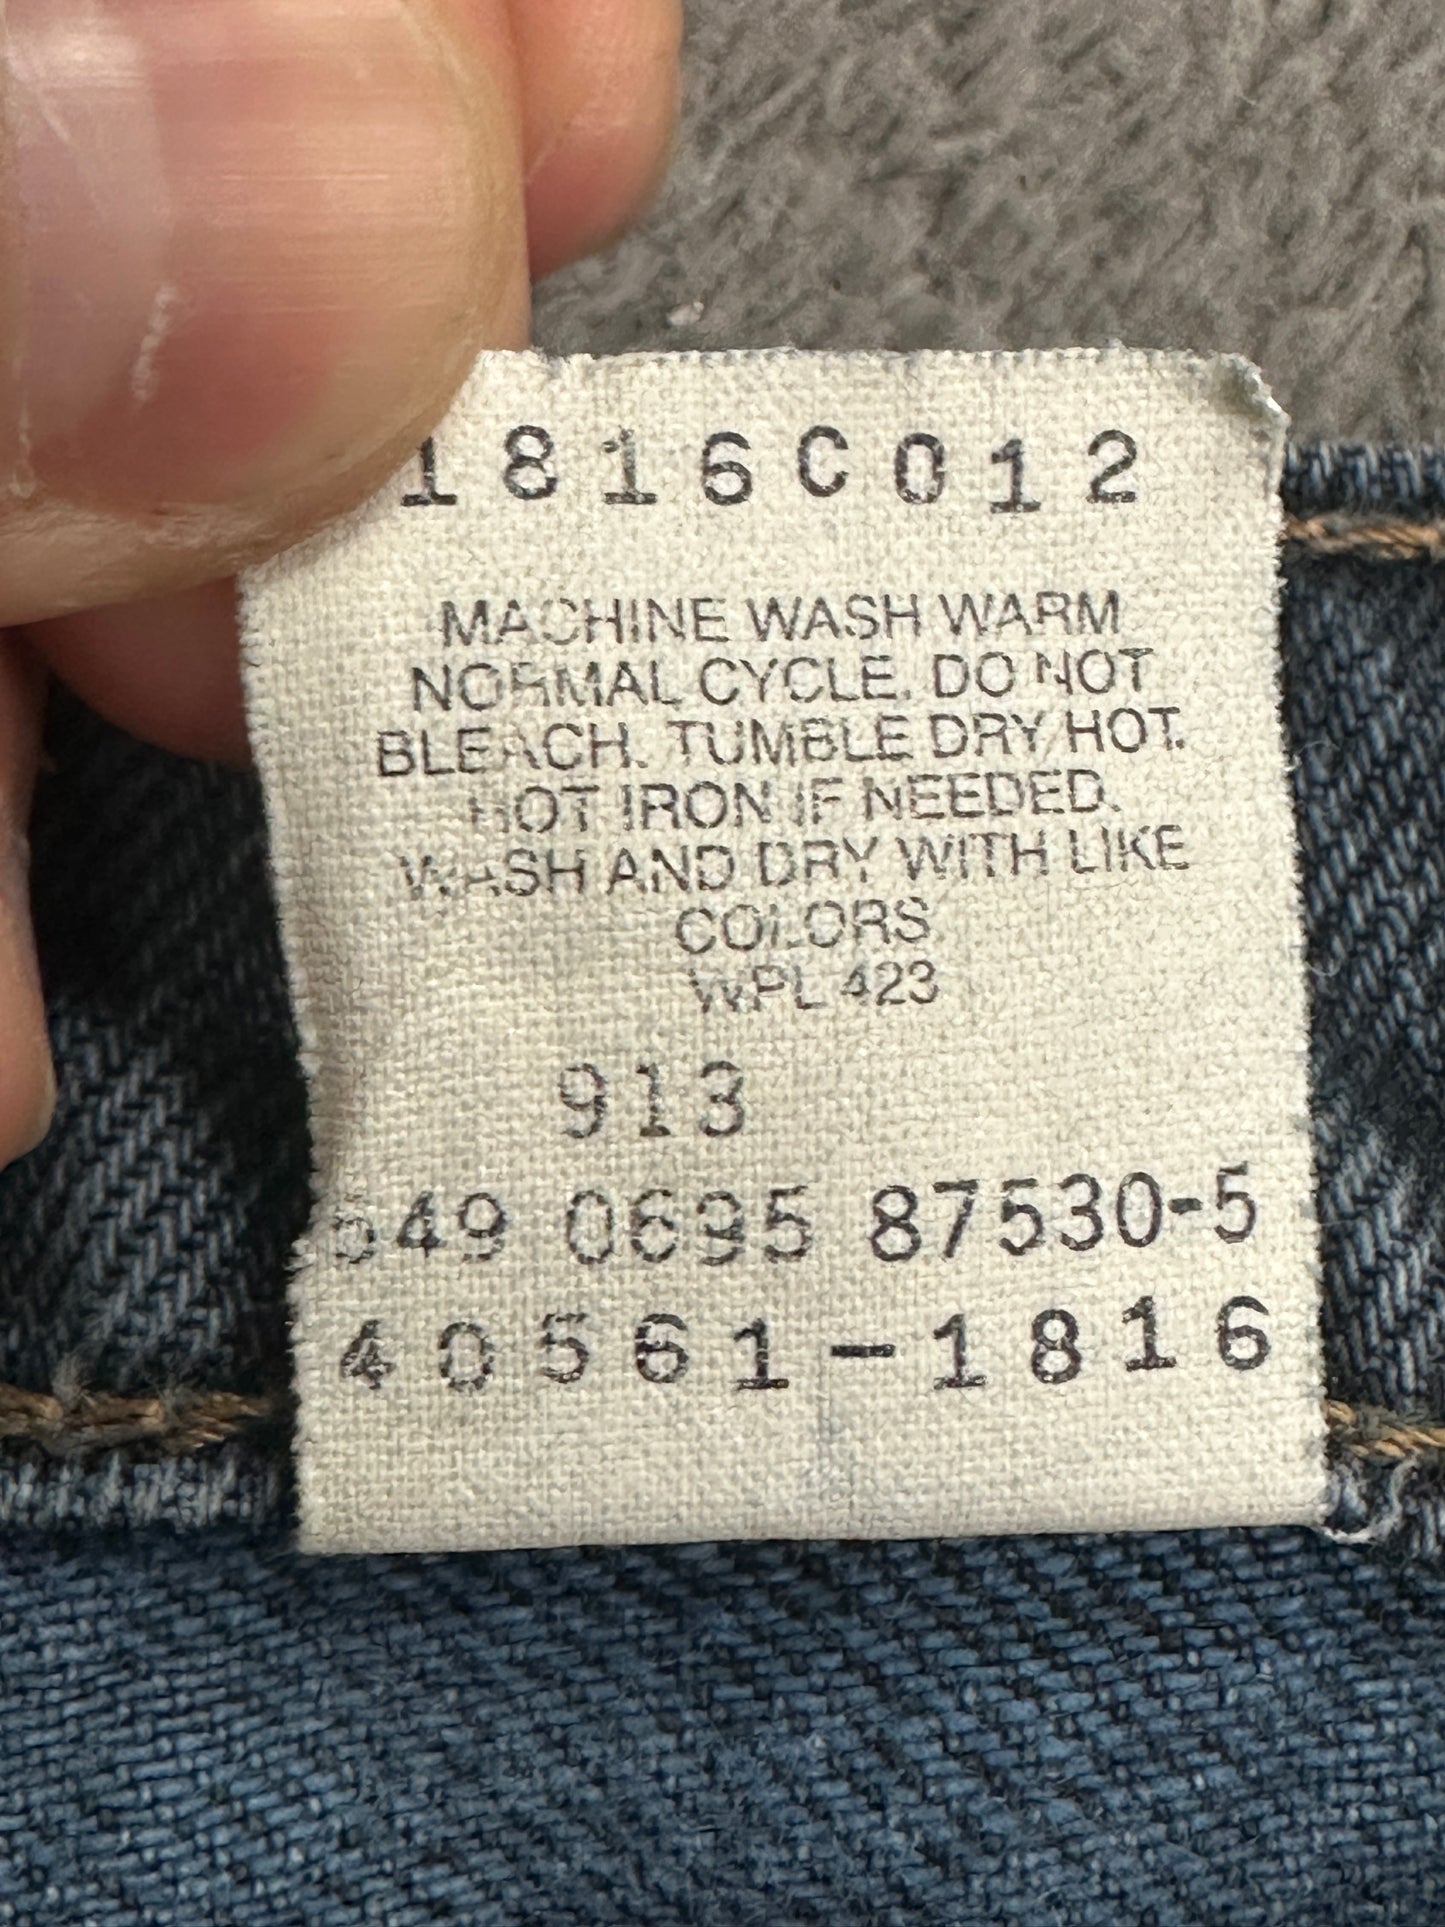 1816C012
MACHINE WASH WARM
NORMAL CYCLE. DO NOT
BLEACH. TUMBLE DRY HOT.
HOT IRON IF NEEDED.
WASH AND DRY WITH LIKE
COLORS.
WPL 423
913
549 0695 87530-5
40561-1816